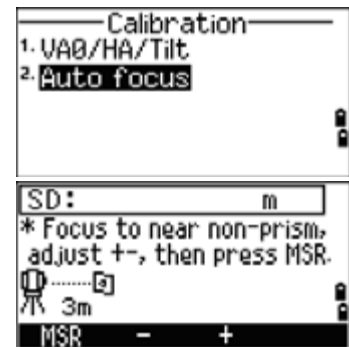 Calibration
1. VA0/HA/Tilt
2. Auto focus
SD: m
* Focus to near non-prism,
adjust +-, then press MSR.
3m
MSR - +